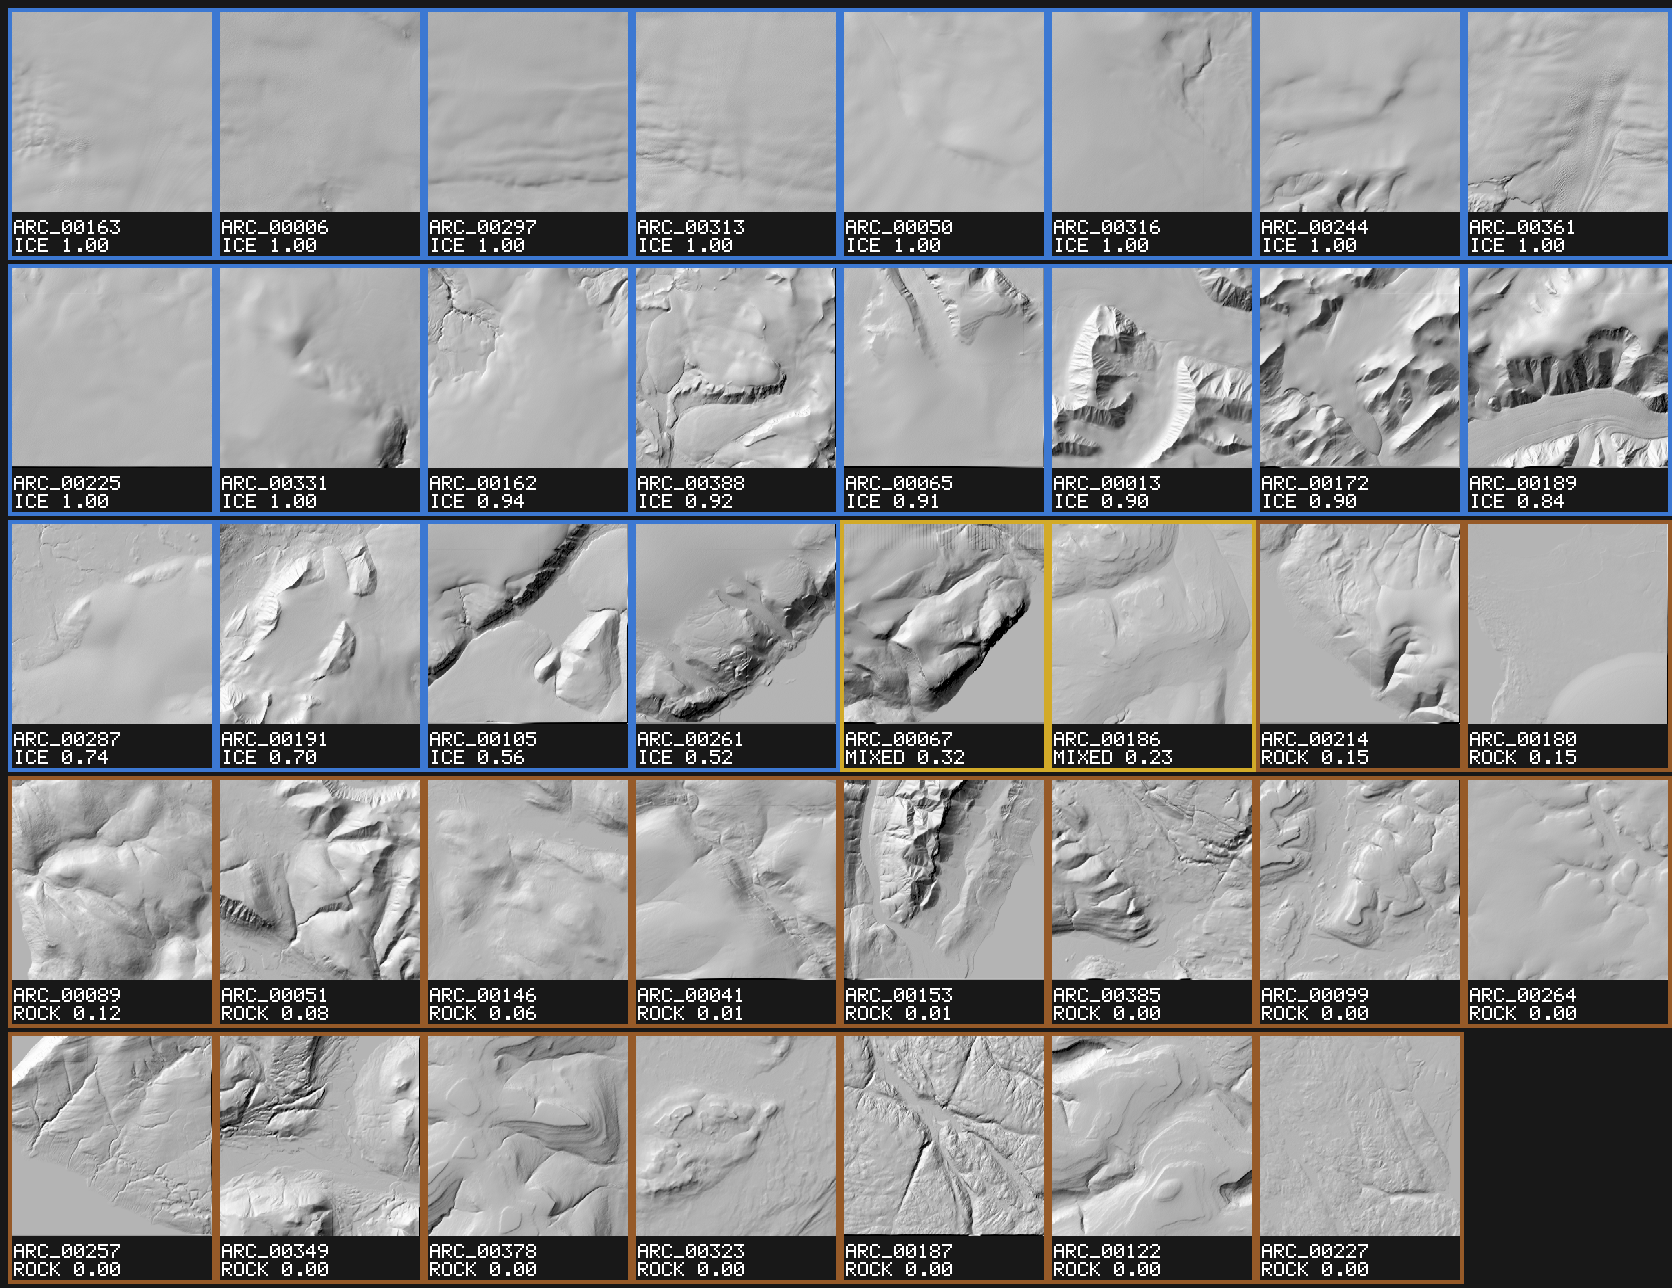 ARC_00163
ICE 1.00
ARC_00006
ICE 1.00
ARC_00297
ICE 1.00
ARC_00313
ICE 1.00
ARC_00050
ICE 1.00
ARC_00316
ICE 1.00
ARC_00244
ICE 1.00
ARC_00361
ICE 1.00
ARC_00225
ICE 1.00
ARC_00331
ICE 1.00
ARC_00162
ICE 0.94
ARC_00388
ICE 0.92
ARC_00065
ICE 0.91
ARC_00013
ICE 0.90
ARC_00172
ICE 0.90
ARC_00189
ICE 0.84
ARC_00287
ICE 0.74
ARC_00191
ICE 0.70
ARC_00105
ICE 0.56
ARC_00261
ICE 0.52
ARC_00067
MIXED 0.32
ARC_00186
MIXED 0.23
ARC_00214
ROCK 0.15
ARC_00180
ROCK 0.15
ARC_00089
ROCK 0.12
ARC_00051
ROCK 0.08
ARC_00146
ROCK 0.06
ARC_00041
ROCK 0.01
ARC_00153
ROCK 0.01
ARC_00385
ROCK 0.00
ARC_00099
ROCK 0.00
ARC_00264
ROCK 0.00
ARC_00257
ROCK 0.00
ARC_00349
ROCK 0.00
ARC_00378
ROCK 0.00
ARC_00323
ROCK 0.00
ARC_00187
ROCK 0.00
ARC_00122
ROCK 0.00
ARC_00227
ROCK 0.00